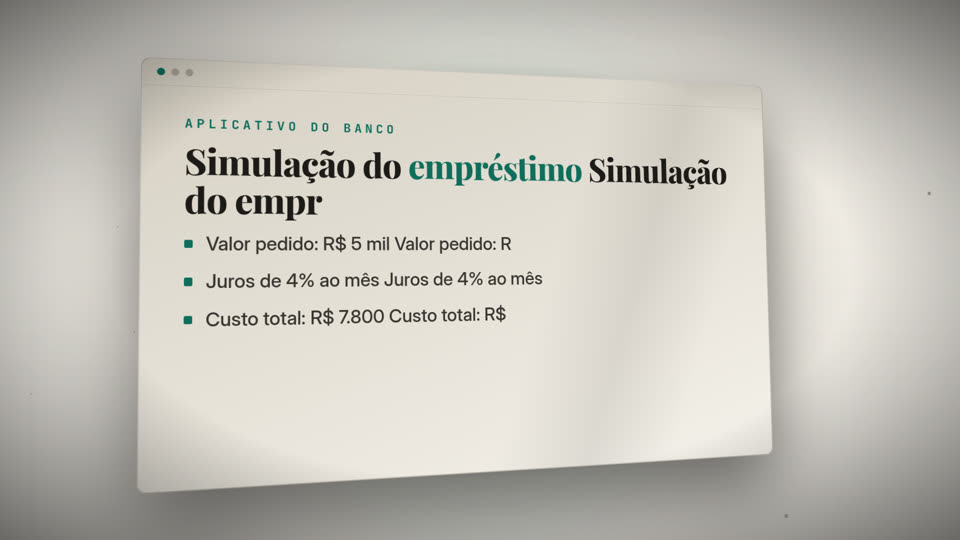 APLICATIVO DO BANCO
Simulação do empréstimo Simulação
do empr
Valor pedido: R$ 5 mil Valor pedido: R
Juros de 4% ao mês Juros de 4% ao mês
Custo total: R$ 7.800 Custo total: R$